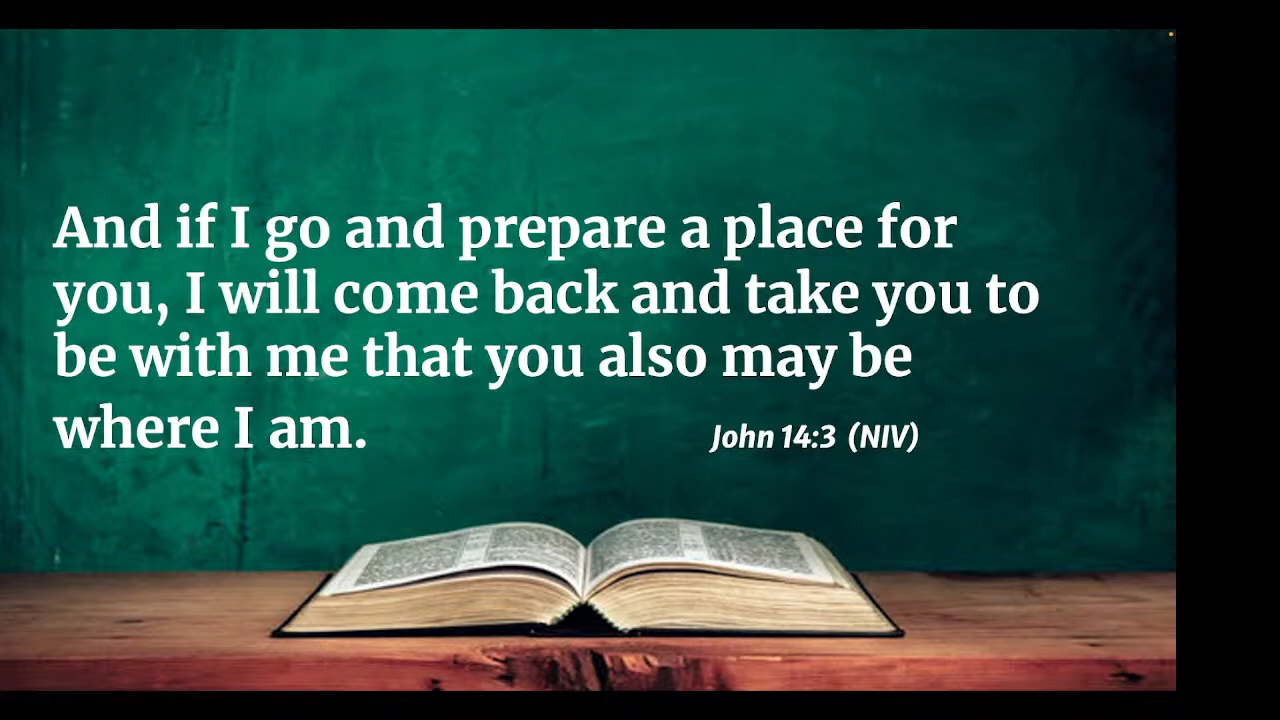 And if I go and prepare a place for
you, I will come back and take you to
be with me that you also may be
where I am. John 14:3 (NIV)